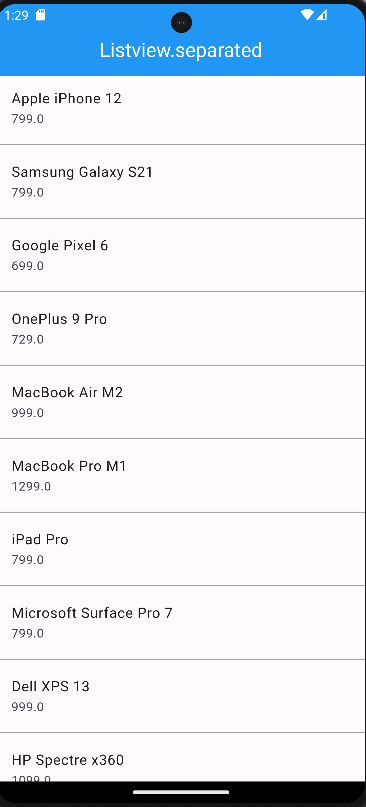 1:29
Listview.separated
Apple iPhone 12
799.0
Samsung Galaxy S21
799.0
Google Pixel 6
699.0
OnePlus 9 Pro
729.0
MacBook Air M2
999.0
MacBook Pro M1
1299.0
iPad Pro
799.0
Microsoft Surface Pro 7
799.0
Dell XPS 13
999.0
HP Spectre x360
1099.0